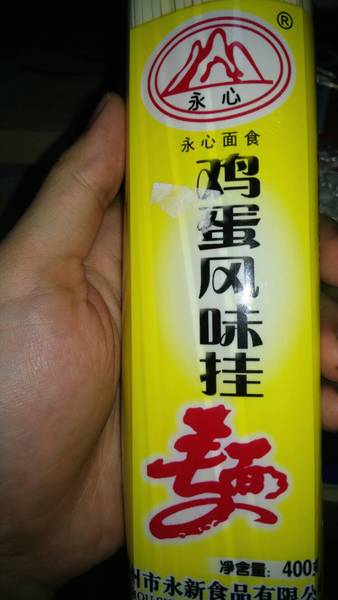 ®
永心
永心面食
鸡蛋风味挂
麵
净含量: 400
州市永新食品有限公